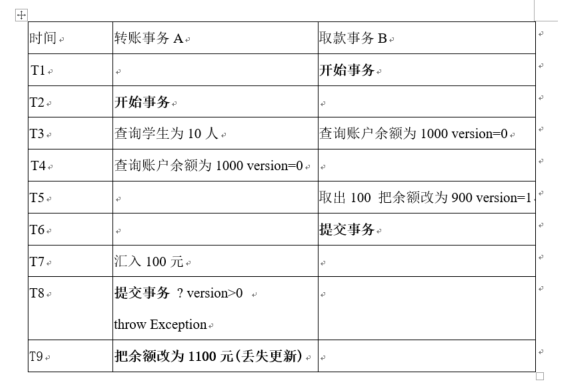 时间 转账事务 A 取款事务 B
T1 开始事务
T2 开始事务
T3 查询学生为 10 人 查询账户余额为 1000 version=0
T4 查询账户余额为 1000 version=0
T5 取出 100 把余额改为 900 version=1
T6 提交事务
T7 汇入 100 元
T8 提交事务 ? version>0
throw Exception
T9 把余额改为 1100 元(丢失更新)